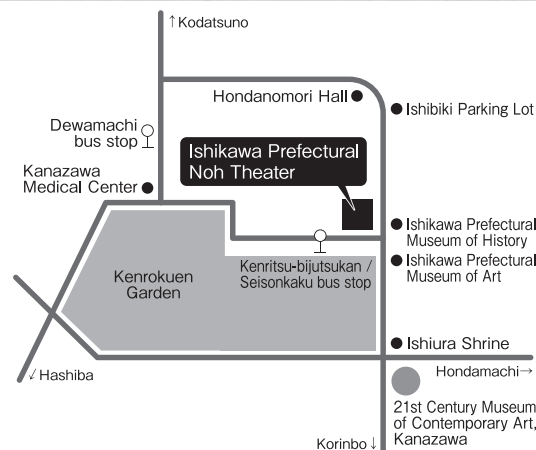 ↑Kodatsuno
Hondanomori Hall
Ishibiki Parking Lot
Dewamachi
bus stop
Ishikawa Prefectural
Noh Theater
Kanazawa
Medical Center
Ishikawa Prefectural
Museum of History
Kenritsu-bijutsukan /
Seisonkaku bus stop
Ishikawa Prefectural
Museum of Art
Kenrokuen
Garden
Ishiura Shrine
↓Hashiba
Hondamachi→
21st Century Museum
of Contemporary Art,
Kanazawa
Korinbo↓